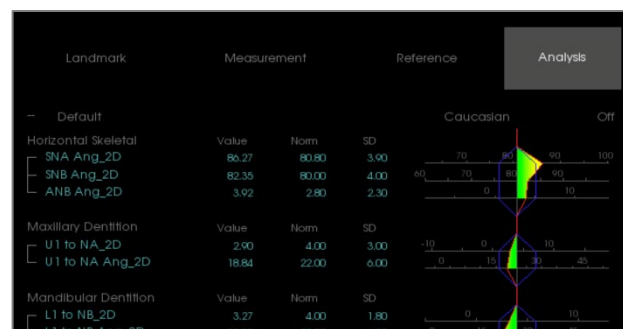 Landmark Measurement Reference Analysis
-- Default Caucasian Off
Horizontal Skeletal Value Norm SD
SNA Ang_2D 86.27 80.80 3.90 70 80 90 100
SNB Ang_2D 82.35 80.00 4.00 60 70 80 90
ANB Ang_2D 3.92 2.80 2.30 0 10
Maxillary Dentition Value Norm SD
U1 to NA_2D 2.90 4.00 3.00 -10 0 10
U1 to NA Ang_2D 18.84 22.00 6.00 0 15 30 45
Mandibular Dentition Value Norm SD
L1 to NB_2D 3.27 4.00 1.80 0 10